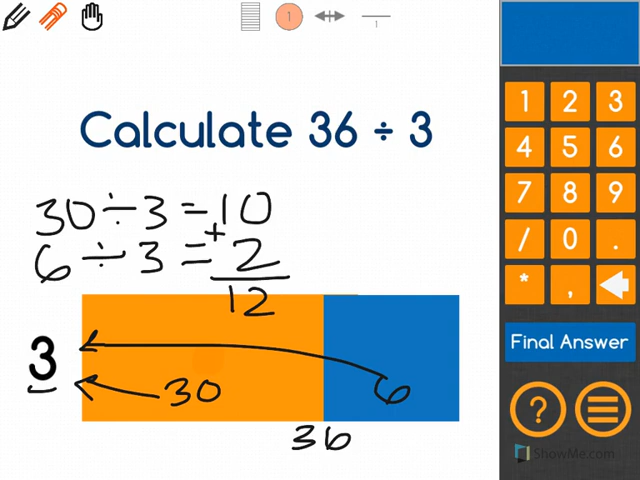 1
1
Calculate 36 ÷ 3
30 ÷ 3 = 10
+
6 ÷ 3 = 2
12
3
30
6
36
1 2 3
4 5 6
7 8 9
/ 0 .
* ,
Final Answer
?
ShowMe.com